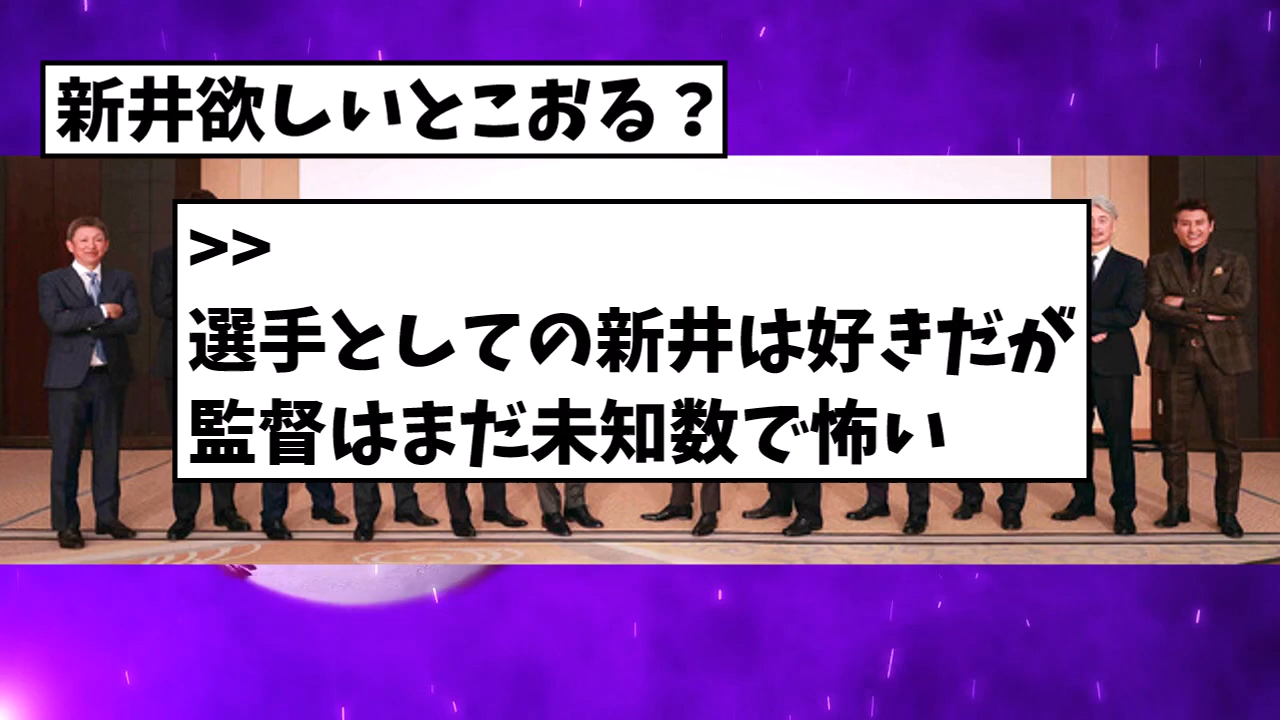 新井欲しいとこおる？
>>
選手としての新井は好きだが
監督はまだ未知数で怖い